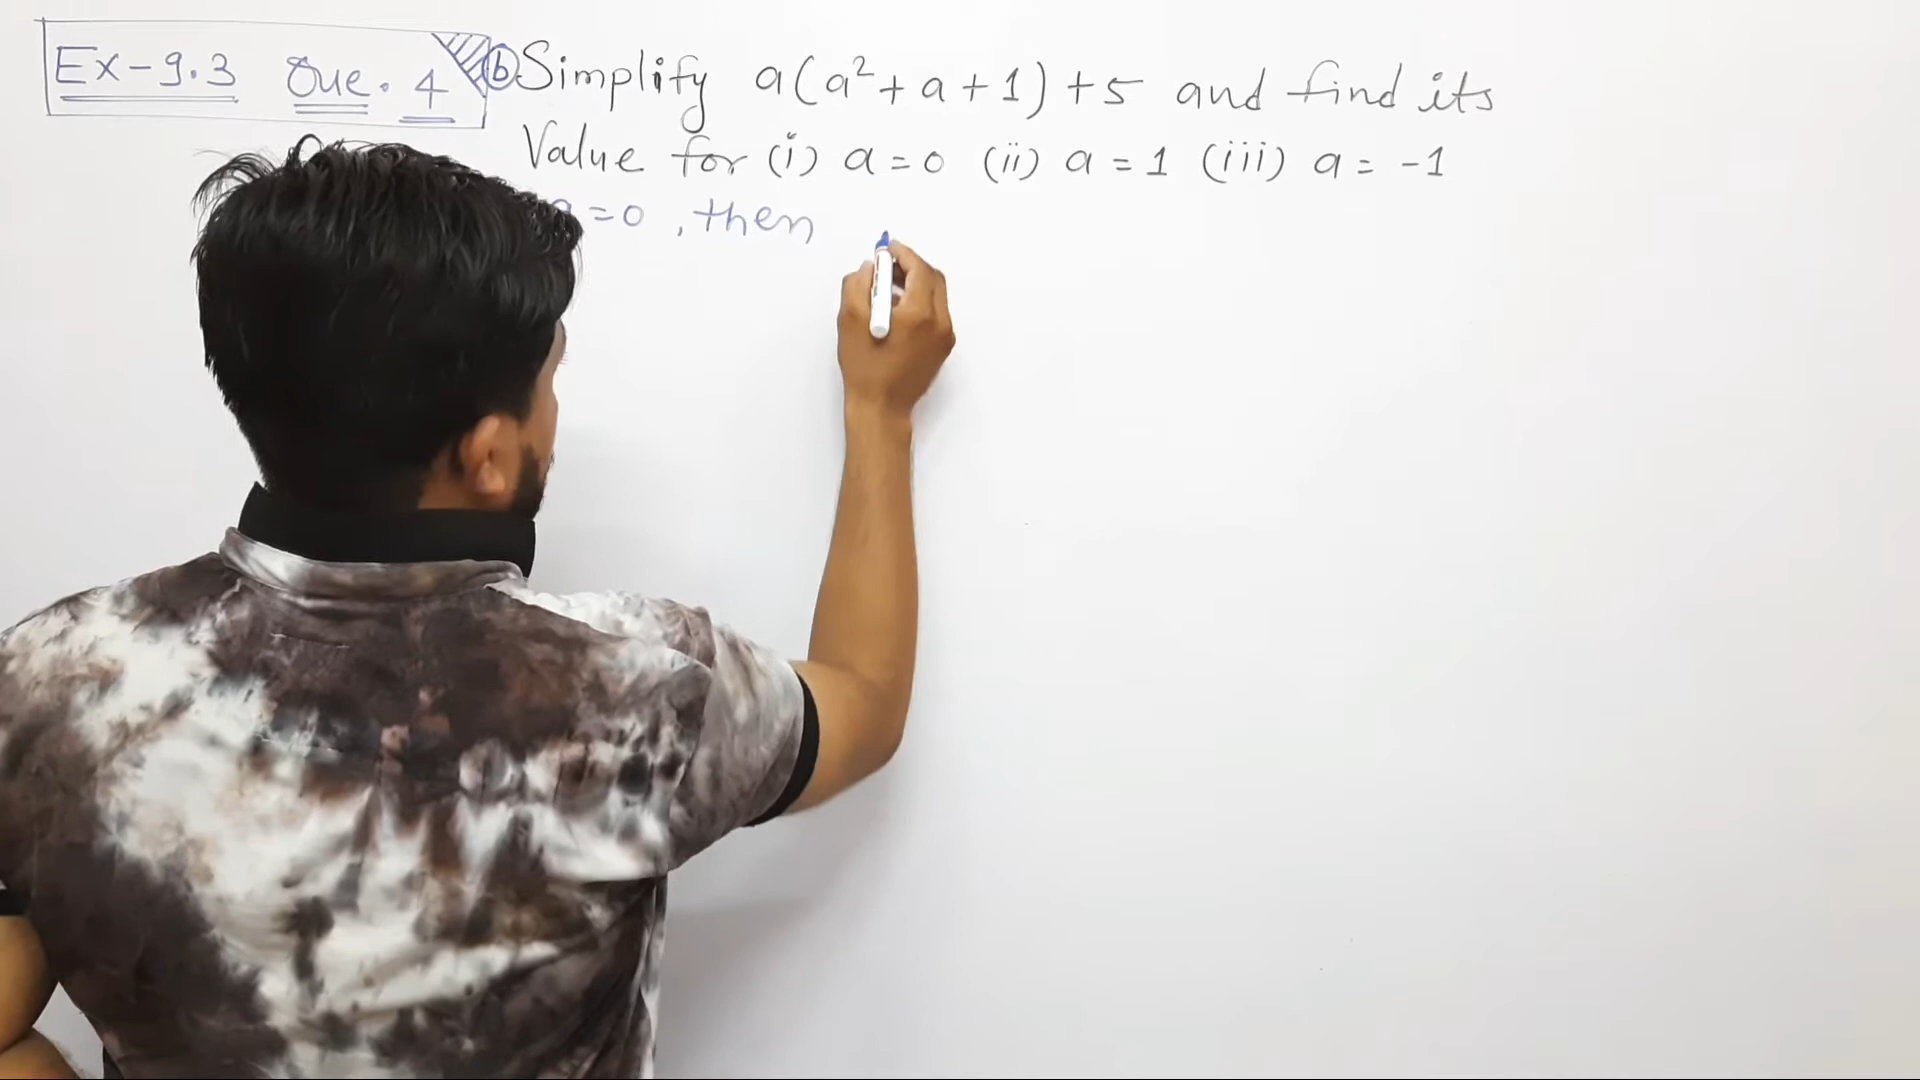 Ex-9.3 Que. 4
(b) Simplify a(a²+a+1)+5 and find its
Value for (i) a=0 (ii) a=1 (iii) a= -1
=0, then